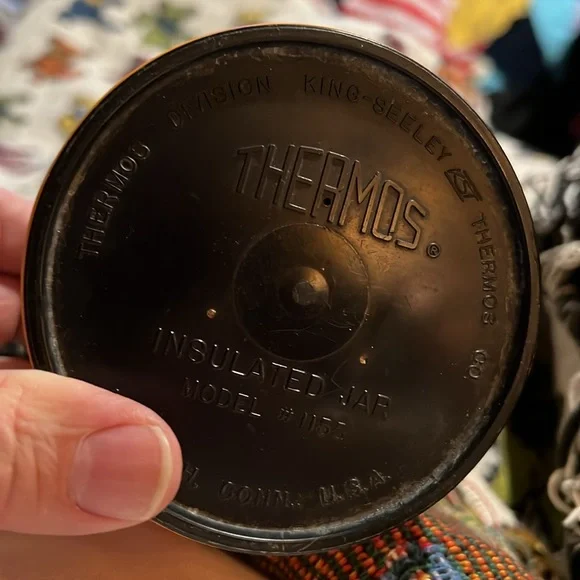 THERMOS DIVISION KING-SEELEY THERMOS CO.
THERMOS®
INSULATED JAR
MODEL #
H, CONN., U.S.A.